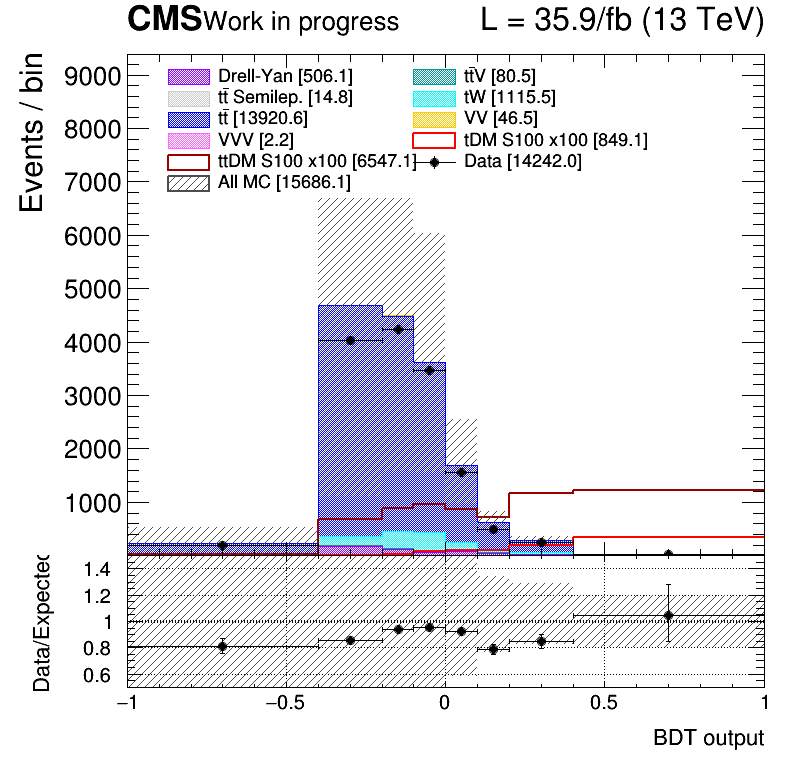 CMS Work in progress L = 35.9/fb (13 TeV)
Events / bin
9000
8000
7000
6000
5000
4000
3000
2000
1000
Drell-Yan [506.1] tt̄V [80.5]
tt̄ Semilep. [14.8] tW [1115.5]
tt̄ [13920.6] VV [46.5]
VVV [2.2] tDM S100 x100 [849.1]
ttDM S100 x100 [6547.1] Data [14242.0]
All MC [15686.1]
Data/Expected
1.4
1.2
1
0.8
0.6
−1 −0.5 0 0.5 1
BDT output